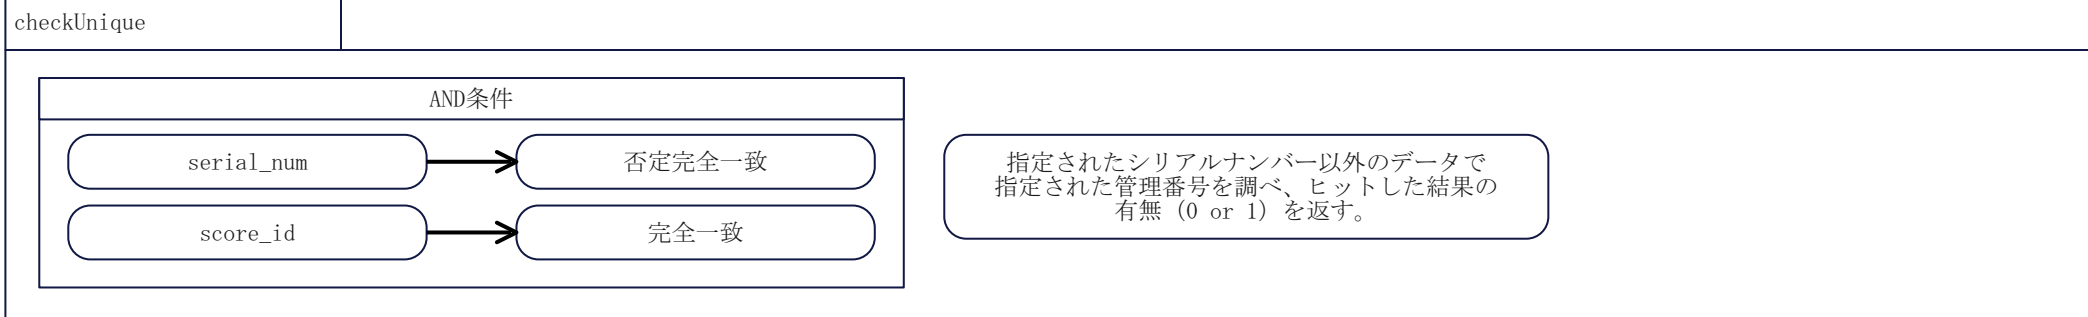 checkUnique
AND条件
serial_num
否定完全一致
score_id
完全一致
指定されたシリアルナンバー以外のデータで
指定された管理番号を調べ、ヒットした結果の
有無（0 or 1）を返す。